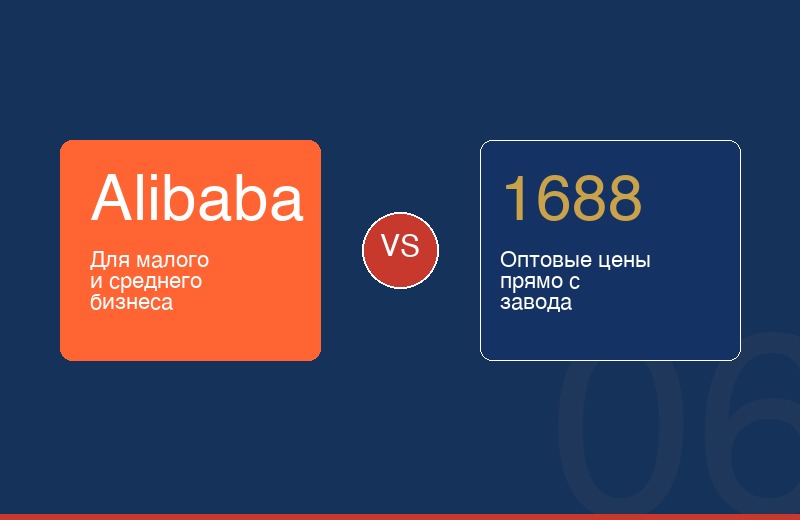 Alibaba
Для малого
и среднего
бизнеса
VS
1688
Оптовые цены
прямо с
завода
06